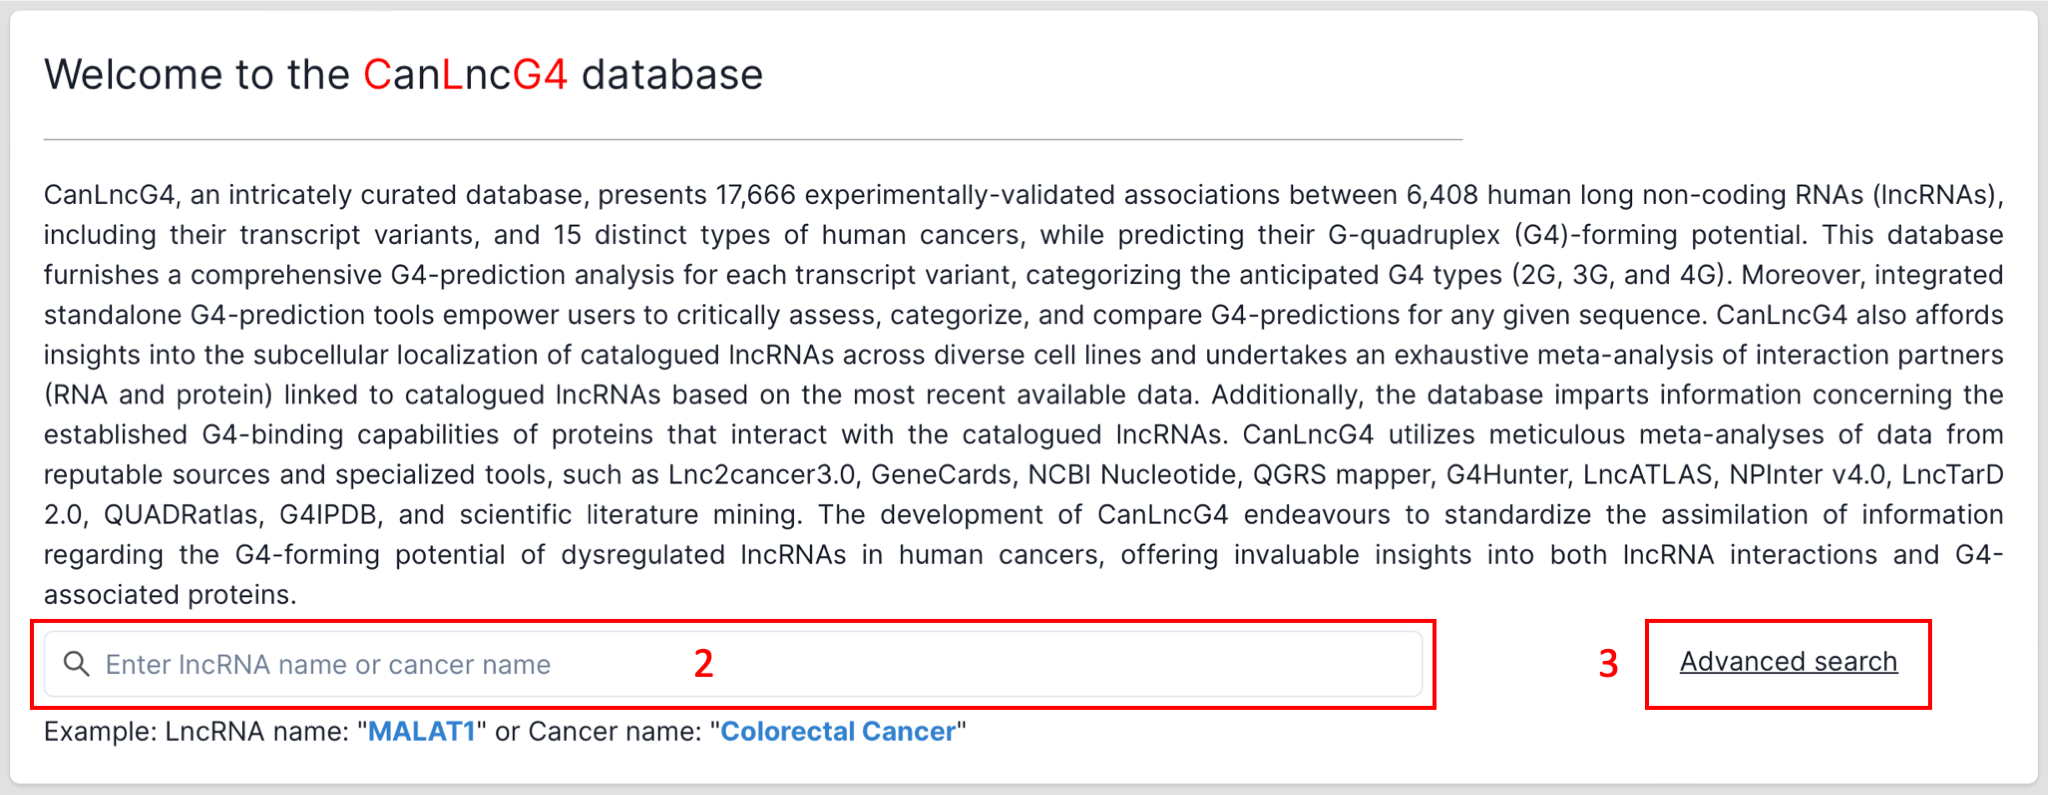 Welcome to the CanLncG4 database
CanLncG4, an intricately curated database, presents 17,666 experimentally-validated associations between 6,408 human long non-coding RNAs (lncRNAs),
including their transcript variants, and 15 distinct types of human cancers, while predicting their G-quadruplex (G4)-forming potential. This database
furnishes a comprehensive G4-prediction analysis for each transcript variant, categorizing the anticipated G4 types (2G, 3G, and 4G). Moreover, integrated
standalone G4-prediction tools empower users to critically assess, categorize, and compare G4-predictions for any given sequence. CanLncG4 also affords
insights into the subcellular localization of catalogued lncRNAs across diverse cell lines and undertakes an exhaustive meta-analysis of interaction partners
(RNA and protein) linked to catalogued lncRNAs based on the most recent available data. Additionally, the database imparts information concerning the
established G4-binding capabilities of proteins that interact with the catalogued lncRNAs. CanLncG4 utilizes meticulous meta-analyses of data from
reputable sources and specialized tools, such as Lnc2cancer3.0, GeneCards, NCBI Nucleotide, QGRS mapper, G4Hunter, LncATLAS, NPInter v4.0, LncTarD
2.0, QUADRatlas, G4IPDB, and scientific literature mining. The development of CanLncG4 endeavours to standardize the assimilation of information
regarding the G4-forming potential of dysregulated lncRNAs in human cancers, offering invaluable insights into both lncRNA interactions and G4-
associated proteins.
Enter lncRNA name or cancer name 2 3 Advanced search
Example: LncRNA name: "MALAT1" or Cancer name: "Colorectal Cancer"